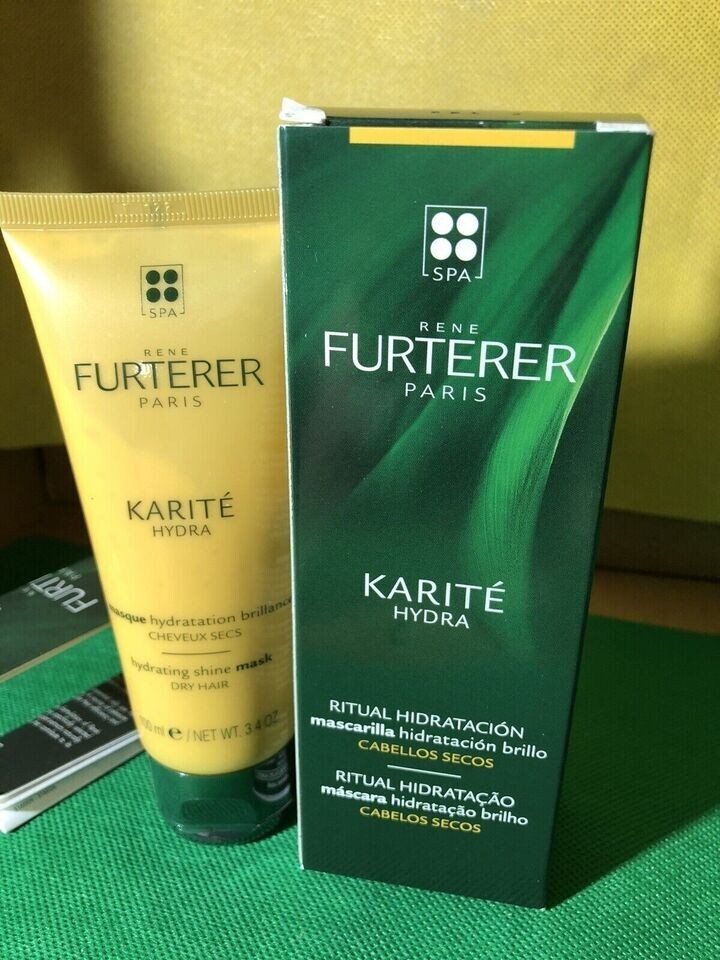 SPA
RENE
FURTERER
PARIS
KARITÉ
HYDRA
masque hydratation brillance
CHEVEUX SECS
hydrating shine mask
DRY HAIR
100 ml e / NET WT. 3.4 OZ
SPA
RENE
FURTERER
PARIS
KARITÉ
HYDRA
RITUAL HIDRATACIÓN
mascarilla hidratación brillo
CABELLOS SECOS
RITUAL HIDRATAÇÃO
máscara hidratação brilho
CABELOS SECOS
FURT